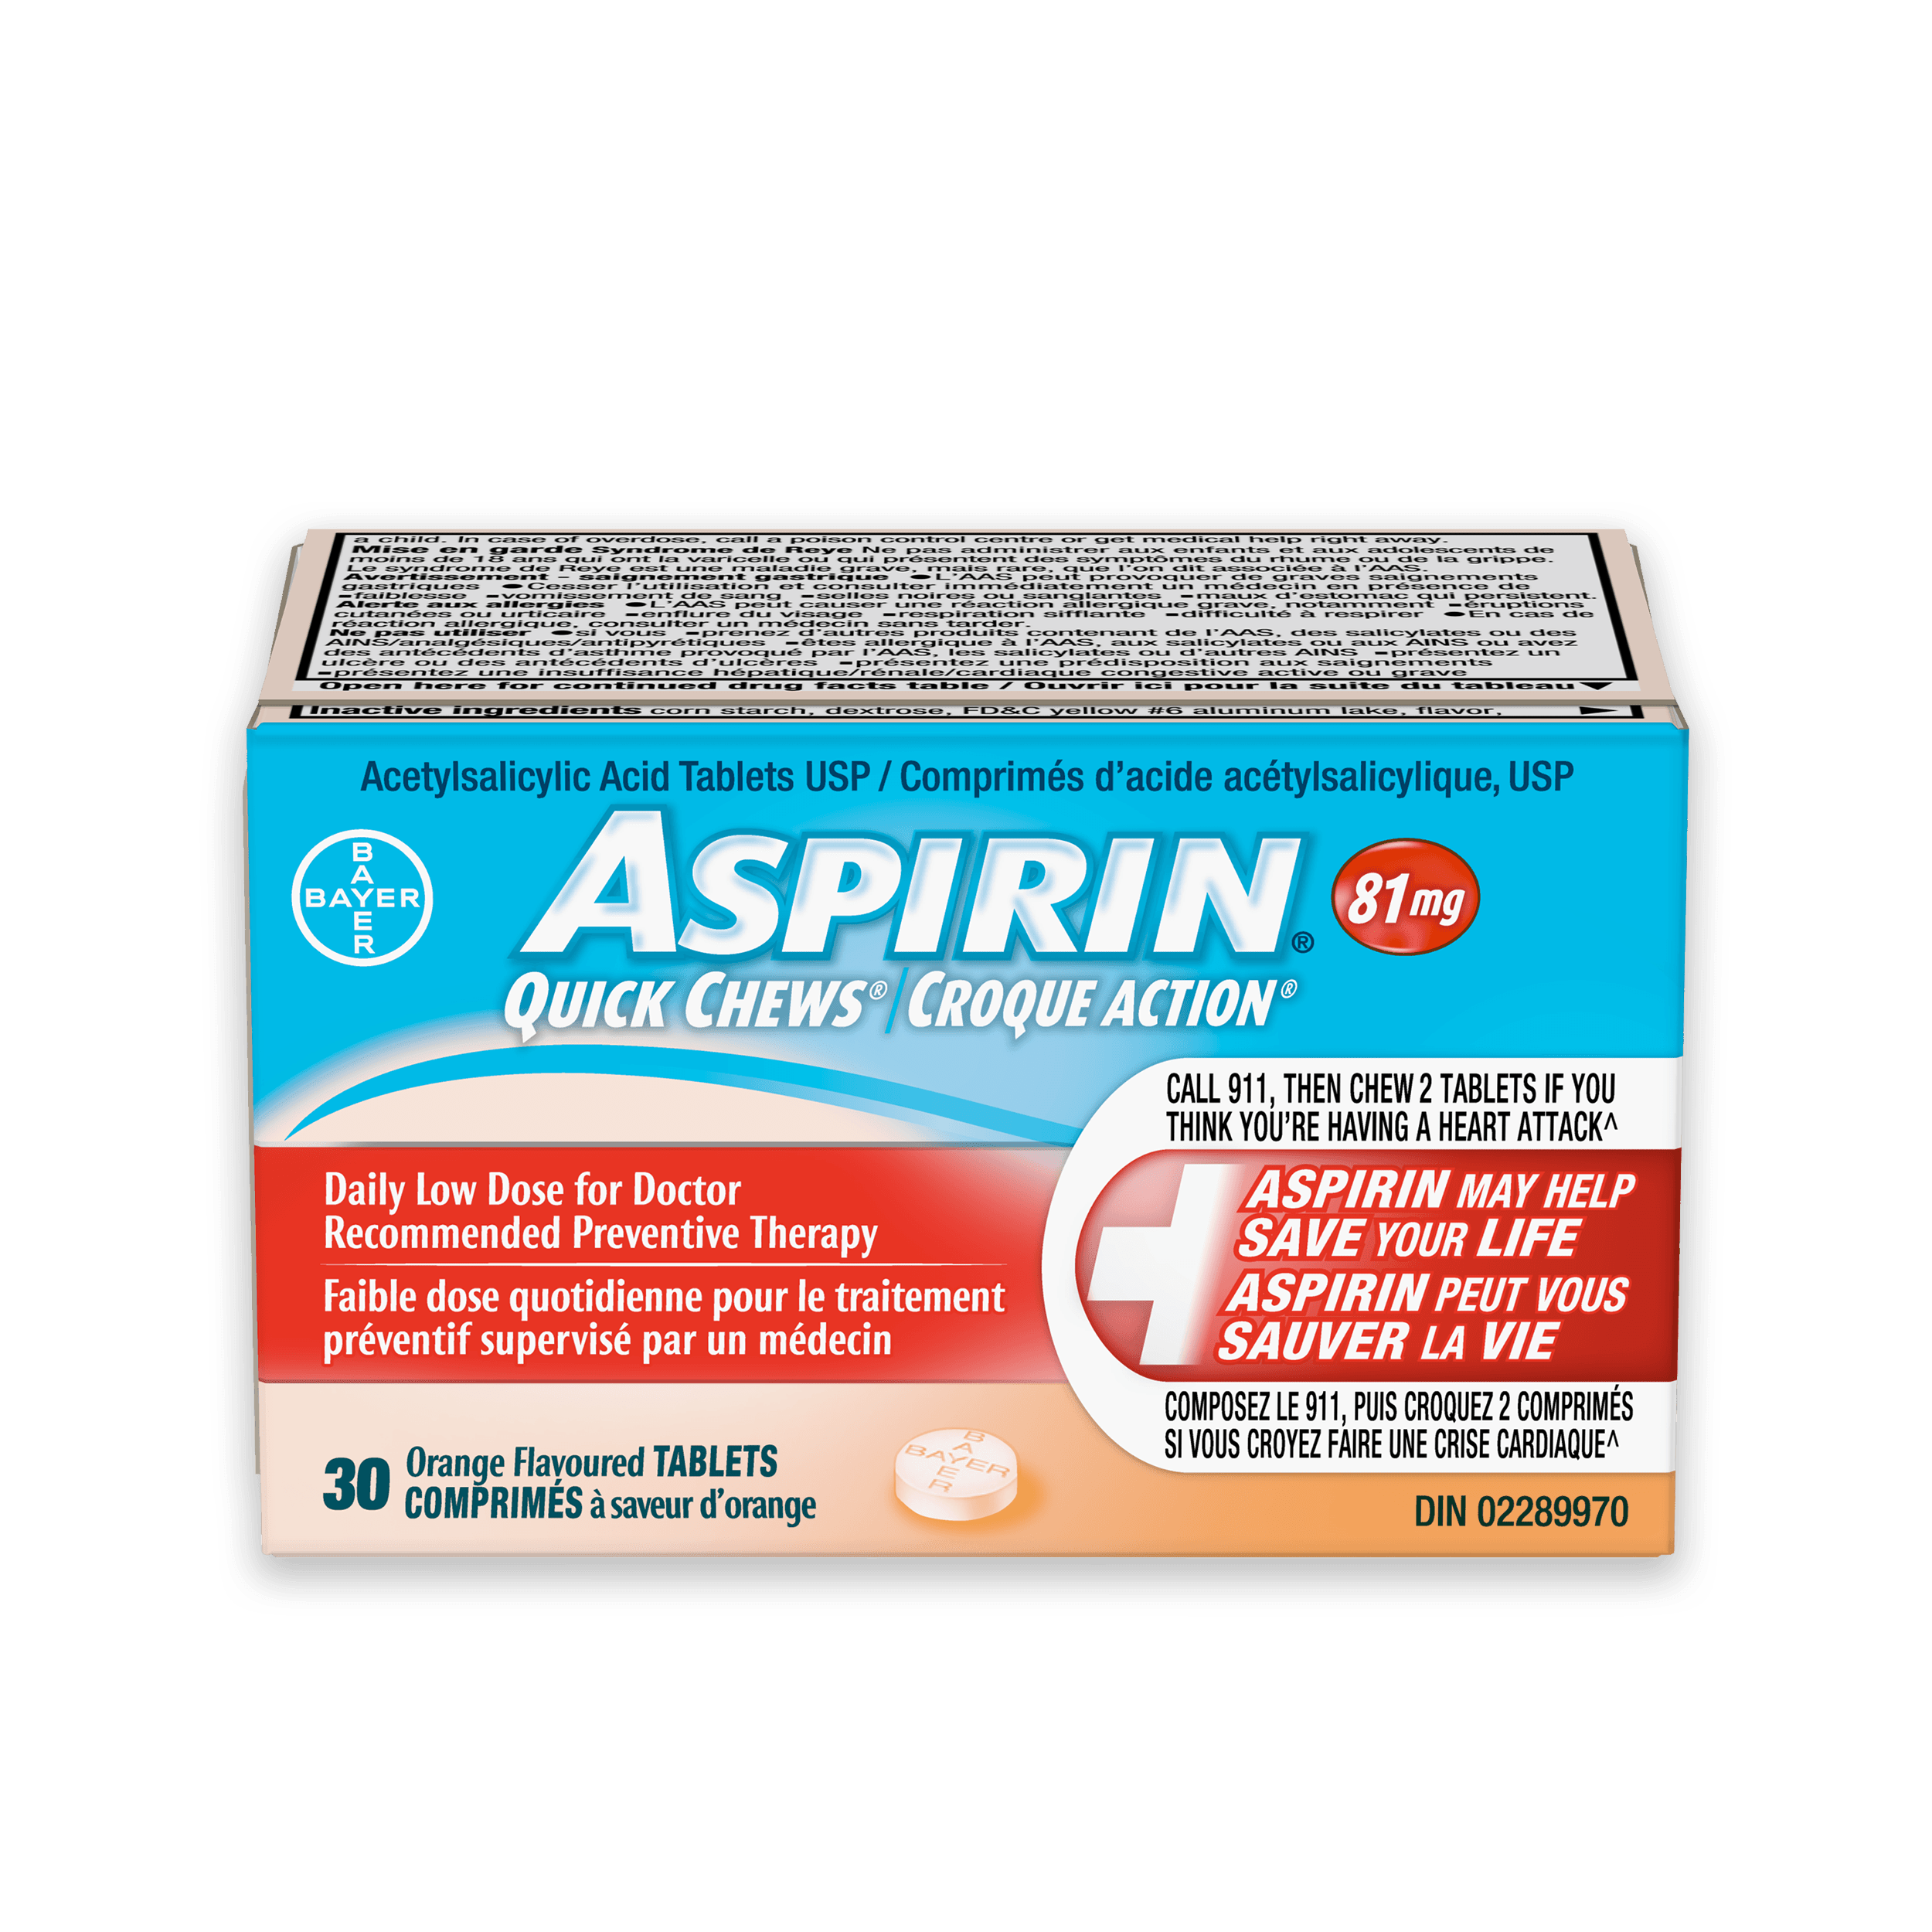 a child. In case of overdose, call a poison control centre or get medical help right away.
Mise en garde Syndrome de Reye Ne pas administrer aux enfants et aux adolescents de
moins de 18 ans qui ont la varicelle ou qui présentent des symptômes du rhume ou de la grippe.
Le syndrome de Reye est une maladie grave, mais rare, que l'on dit associée à l'AAS.
Avertissement - saignement gastrique ●L'AAS peut provoquer de graves saignements
gastriques ●Cesser l'utilisation et consulter immédiatement un médecin en présence de
-faiblesse -vomissement de sang -selles noires ou sanglantes -maux d'estomac qui persistent.
Alerte aux allergies ●L'AAS peut causer une réaction allergique grave, notamment -éruptions
cutanées ou urticaire -enflure du visage -respiration sifflante -difficulté à respirer ●En cas de
réaction allergique, consulter un médecin sans tarder.
Ne pas utiliser ●si vous -prenez d'autres produits contenant de l'AAS, des salicylates ou des
AINS/analgésiques/antipyrétiques -êtes allergique à l'AAS, aux salicylates ou aux AINS ou avez
des antécédents d'asthme provoqué par l'AAS, les salicylates ou d'autres AINS -présentez un
ulcère ou des antécédents d'ulcères -présentez une prédisposition aux saignements
-présentez une insuffisance hépatique/rénale/cardiaque congestive active ou grave
Open here for continued drug facts table / Ouvrir ici pour la suite du tableau
Inactive ingredients corn starch, dextrose, FD&C yellow #6 aluminum lake, flavor,
Acetylsalicylic Acid Tablets USP / Comprimés d'acide acétylsalicylique, USP
BAYER
BAYER
ASPIRIN®
81mg
QUICK CHEWS® / CROQUE ACTION®
CALL 911, THEN CHEW 2 TABLETS IF YOU
THINK YOU'RE HAVING A HEART ATTACK^
Daily Low Dose for Doctor
Recommended Preventive Therapy
Faible dose quotidienne pour le traitement
préventif supervisé par un médecin
ASPIRIN MAY HELP
SAVE YOUR LIFE
ASPIRIN PEUT VOUS
SAUVER LA VIE
COMPOSEZ LE 911, PUIS CROQUEZ 2 COMPRIMÉS
SI VOUS CROYEZ FAIRE UNE CRISE CARDIAQUE^
30
Orange Flavoured TABLETS
COMPRIMÉS à saveur d'orange
BAYER
BAYER
DIN 02289970